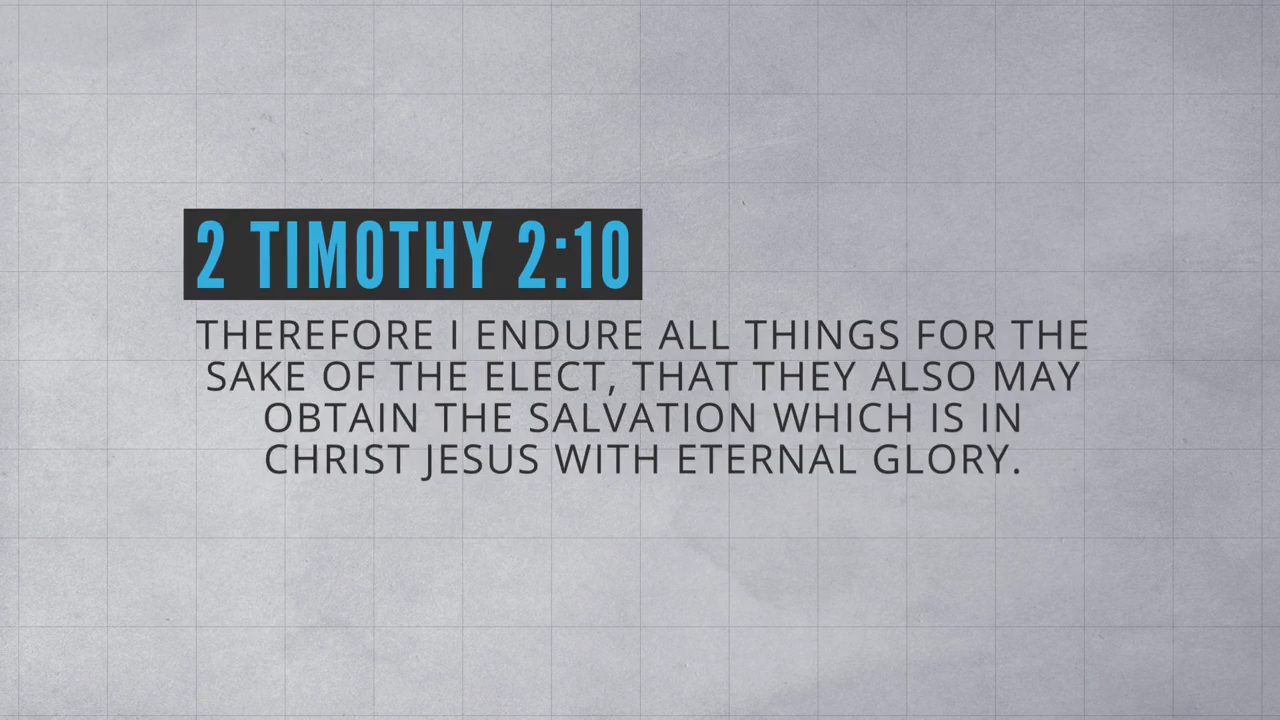 2 TIMOTHY 2:10
THEREFORE I ENDURE ALL THINGS FOR THE
SAKE OF THE ELECT, THAT THEY ALSO MAY
OBTAIN THE SALVATION WHICH IS IN
CHRIST JESUS WITH ETERNAL GLORY.